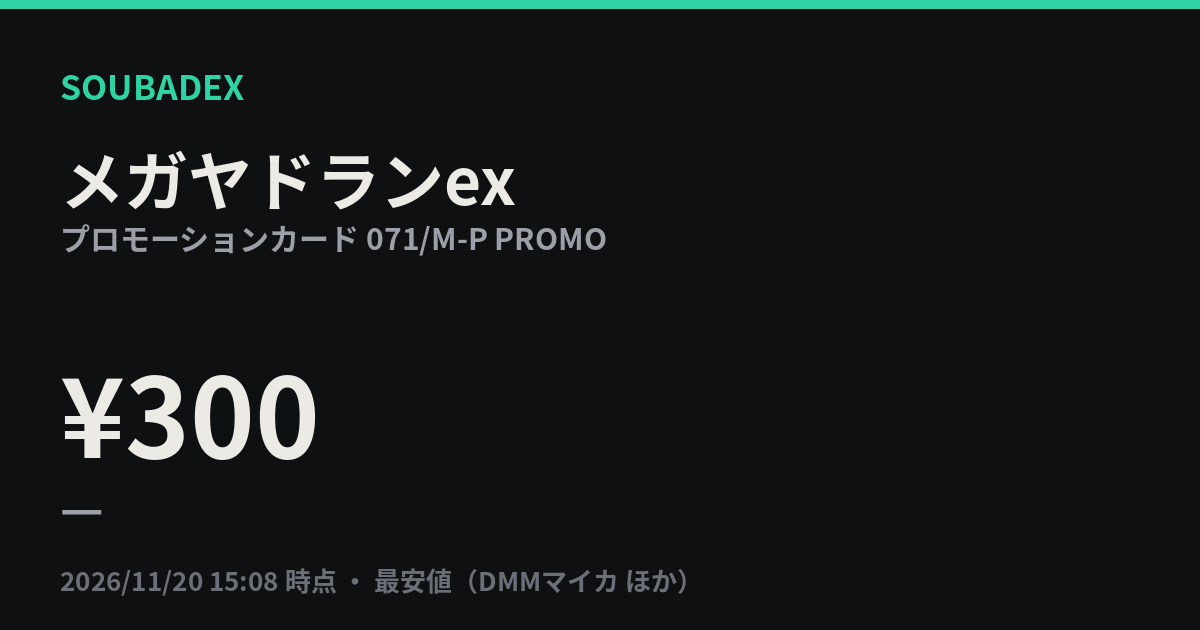 SOUBADEX
メガヤドランex
プロモーションカード 071/M-P PROMO
¥300
—
2026/11/20 15:08 時点 ・ 最安値（DMMマイカ ほか）